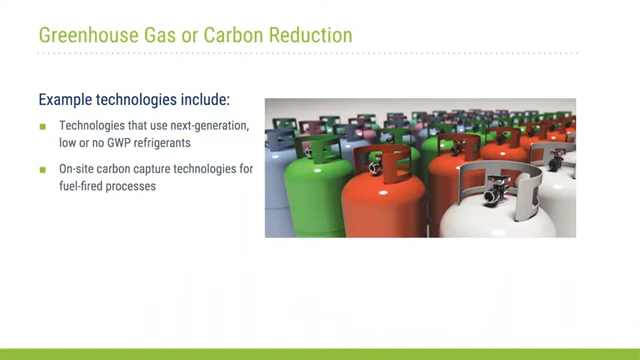 Greenhouse Gas or Carbon Reduction
Example technologies include:
Technologies that use next-generation,
low or no GWP refrigerants
On-site carbon capture technologies for
fuel-fired processes